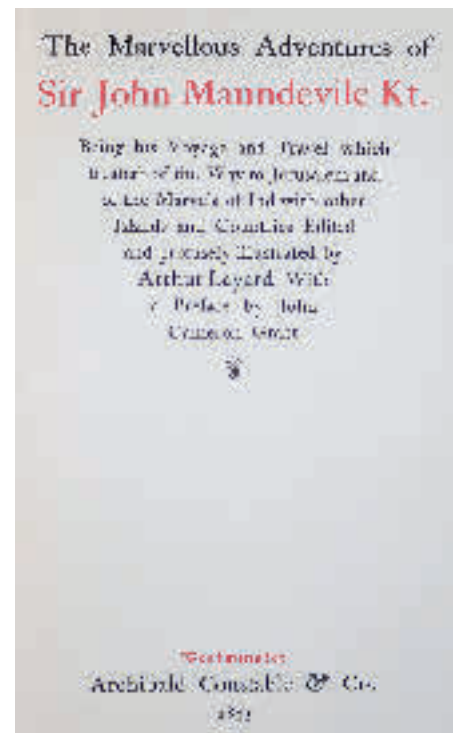 The Marvellous Adventures of
Sir John Maundevile Kt.
Being his Voyage and Travel which
treateth of the Way to Jerusalem and
of the Marvels of Ind with other
Islands and Countries Edited
and profusely illustrated by
Arthur Layard With
a Preface by John
Cameron Grant
Westminster
Archibald Constable & Co.